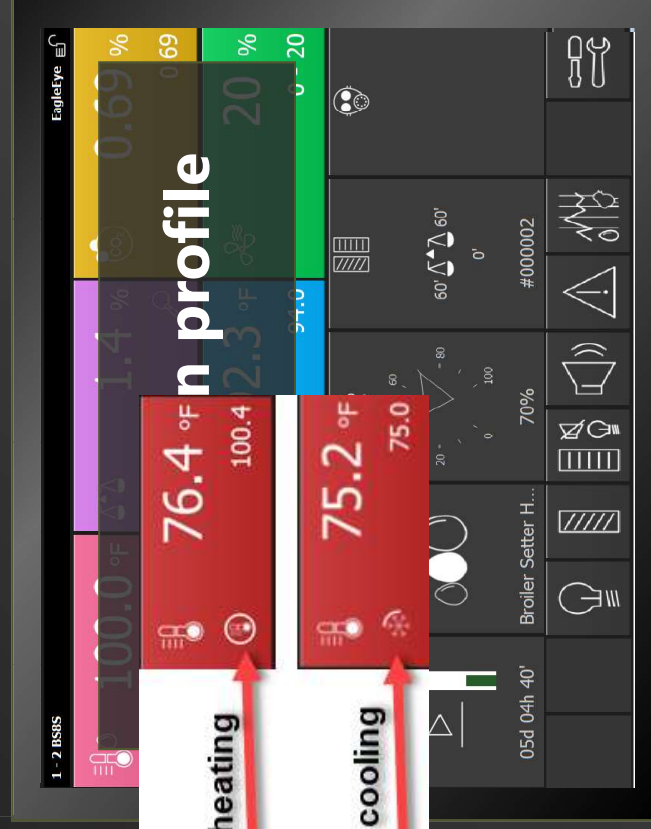 1 - 2 BS8S
EagleEye
100.0 °F
1.4 %
0.69 %
0.69
n profile
2.3 °F
94.0
20 %
0 - 20
76.4 °F
100.4
heating
75.2 °F
75.0
cooling
05d 04h 40'
Broiler Setter H...
0
20
60
80
100
70%
60' 60'
0'
#000002